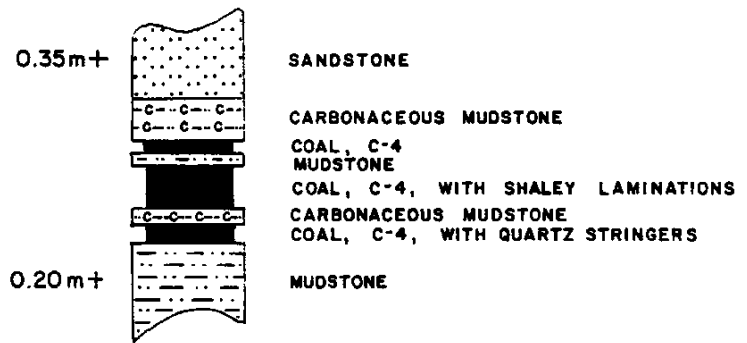 0.35m+ SANDSTONE
CARBONACEOUS MUDSTONE
COAL, C-4
MUDSTONE
COAL, C-4, WITH SHALEY LAMINATIONS
CARBONACEOUS MUDSTONE
COAL, C-4, WITH QUARTZ STRINGERS
0.20m+ MUDSTONE